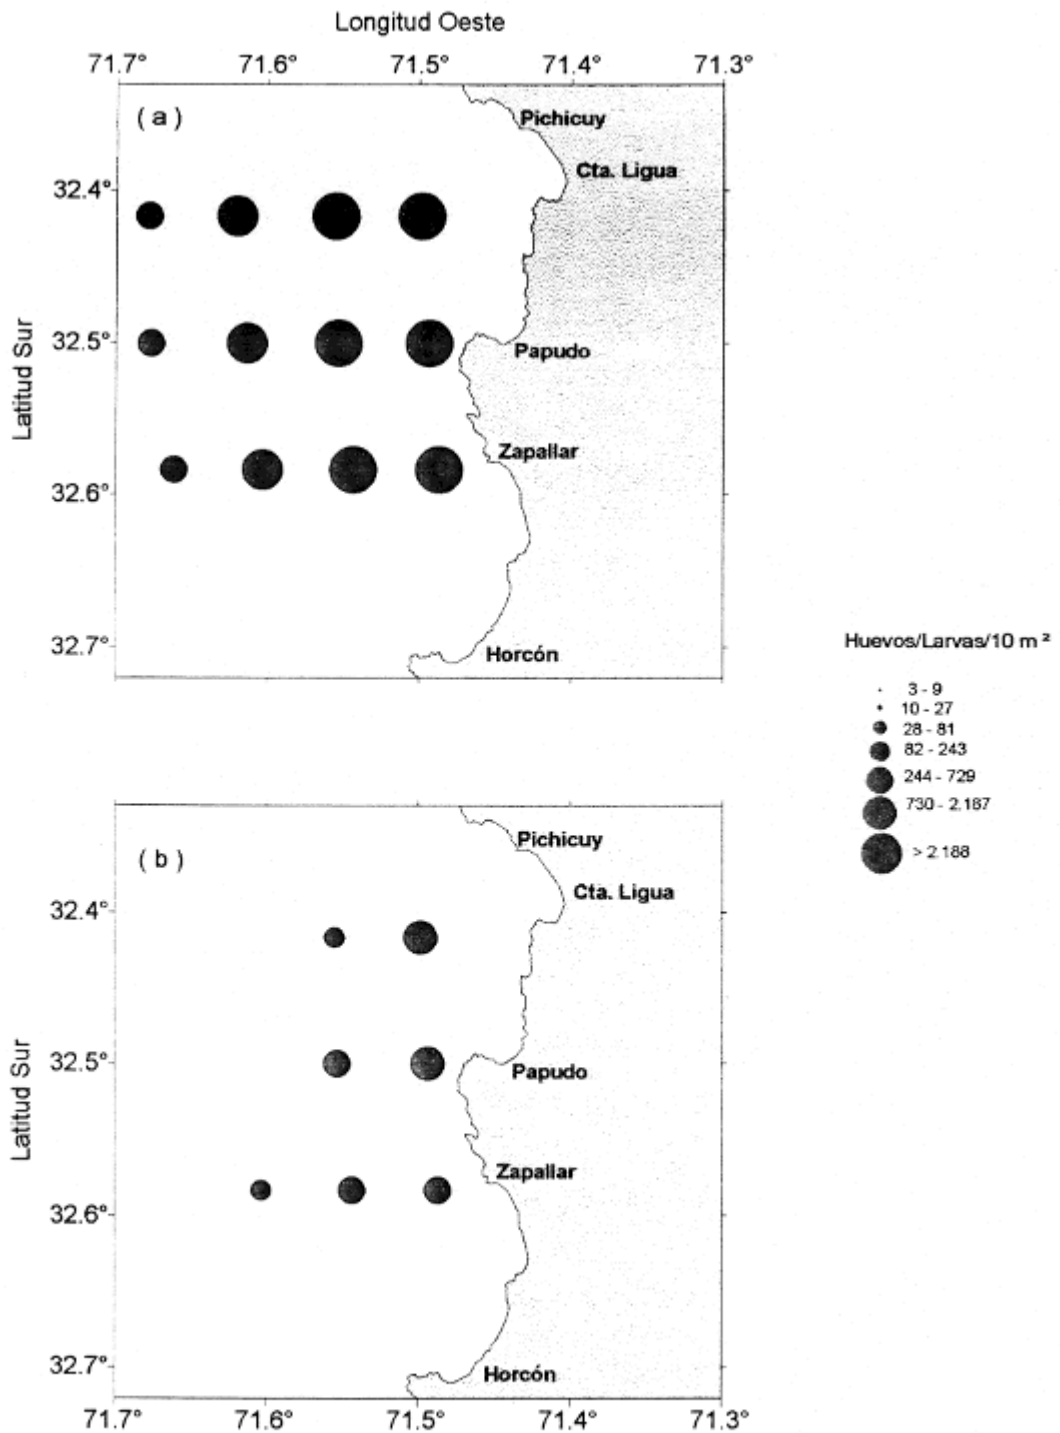 Longitud Oeste
71.7° 71.6° 71.5° 71.4° 71.3°
( a )
Pichicuy
Cta. Ligua
32.4°
32.5°
Papudo
Latitud Sur
Zapallar
32.6°
32.7°
Horcón
Huevos/Larvas/10 m ²
3 - 9
10 - 27
28 - 81
82 - 243
244 - 729
730 - 2.187
> 2.188
( b )
Pichicuy
Cta. Ligua
32.4°
32.5°
Papudo
Latitud Sur
Zapallar
32.6°
32.7°
Horcón
71.7° 71.6° 71.5° 71.4° 71.3°